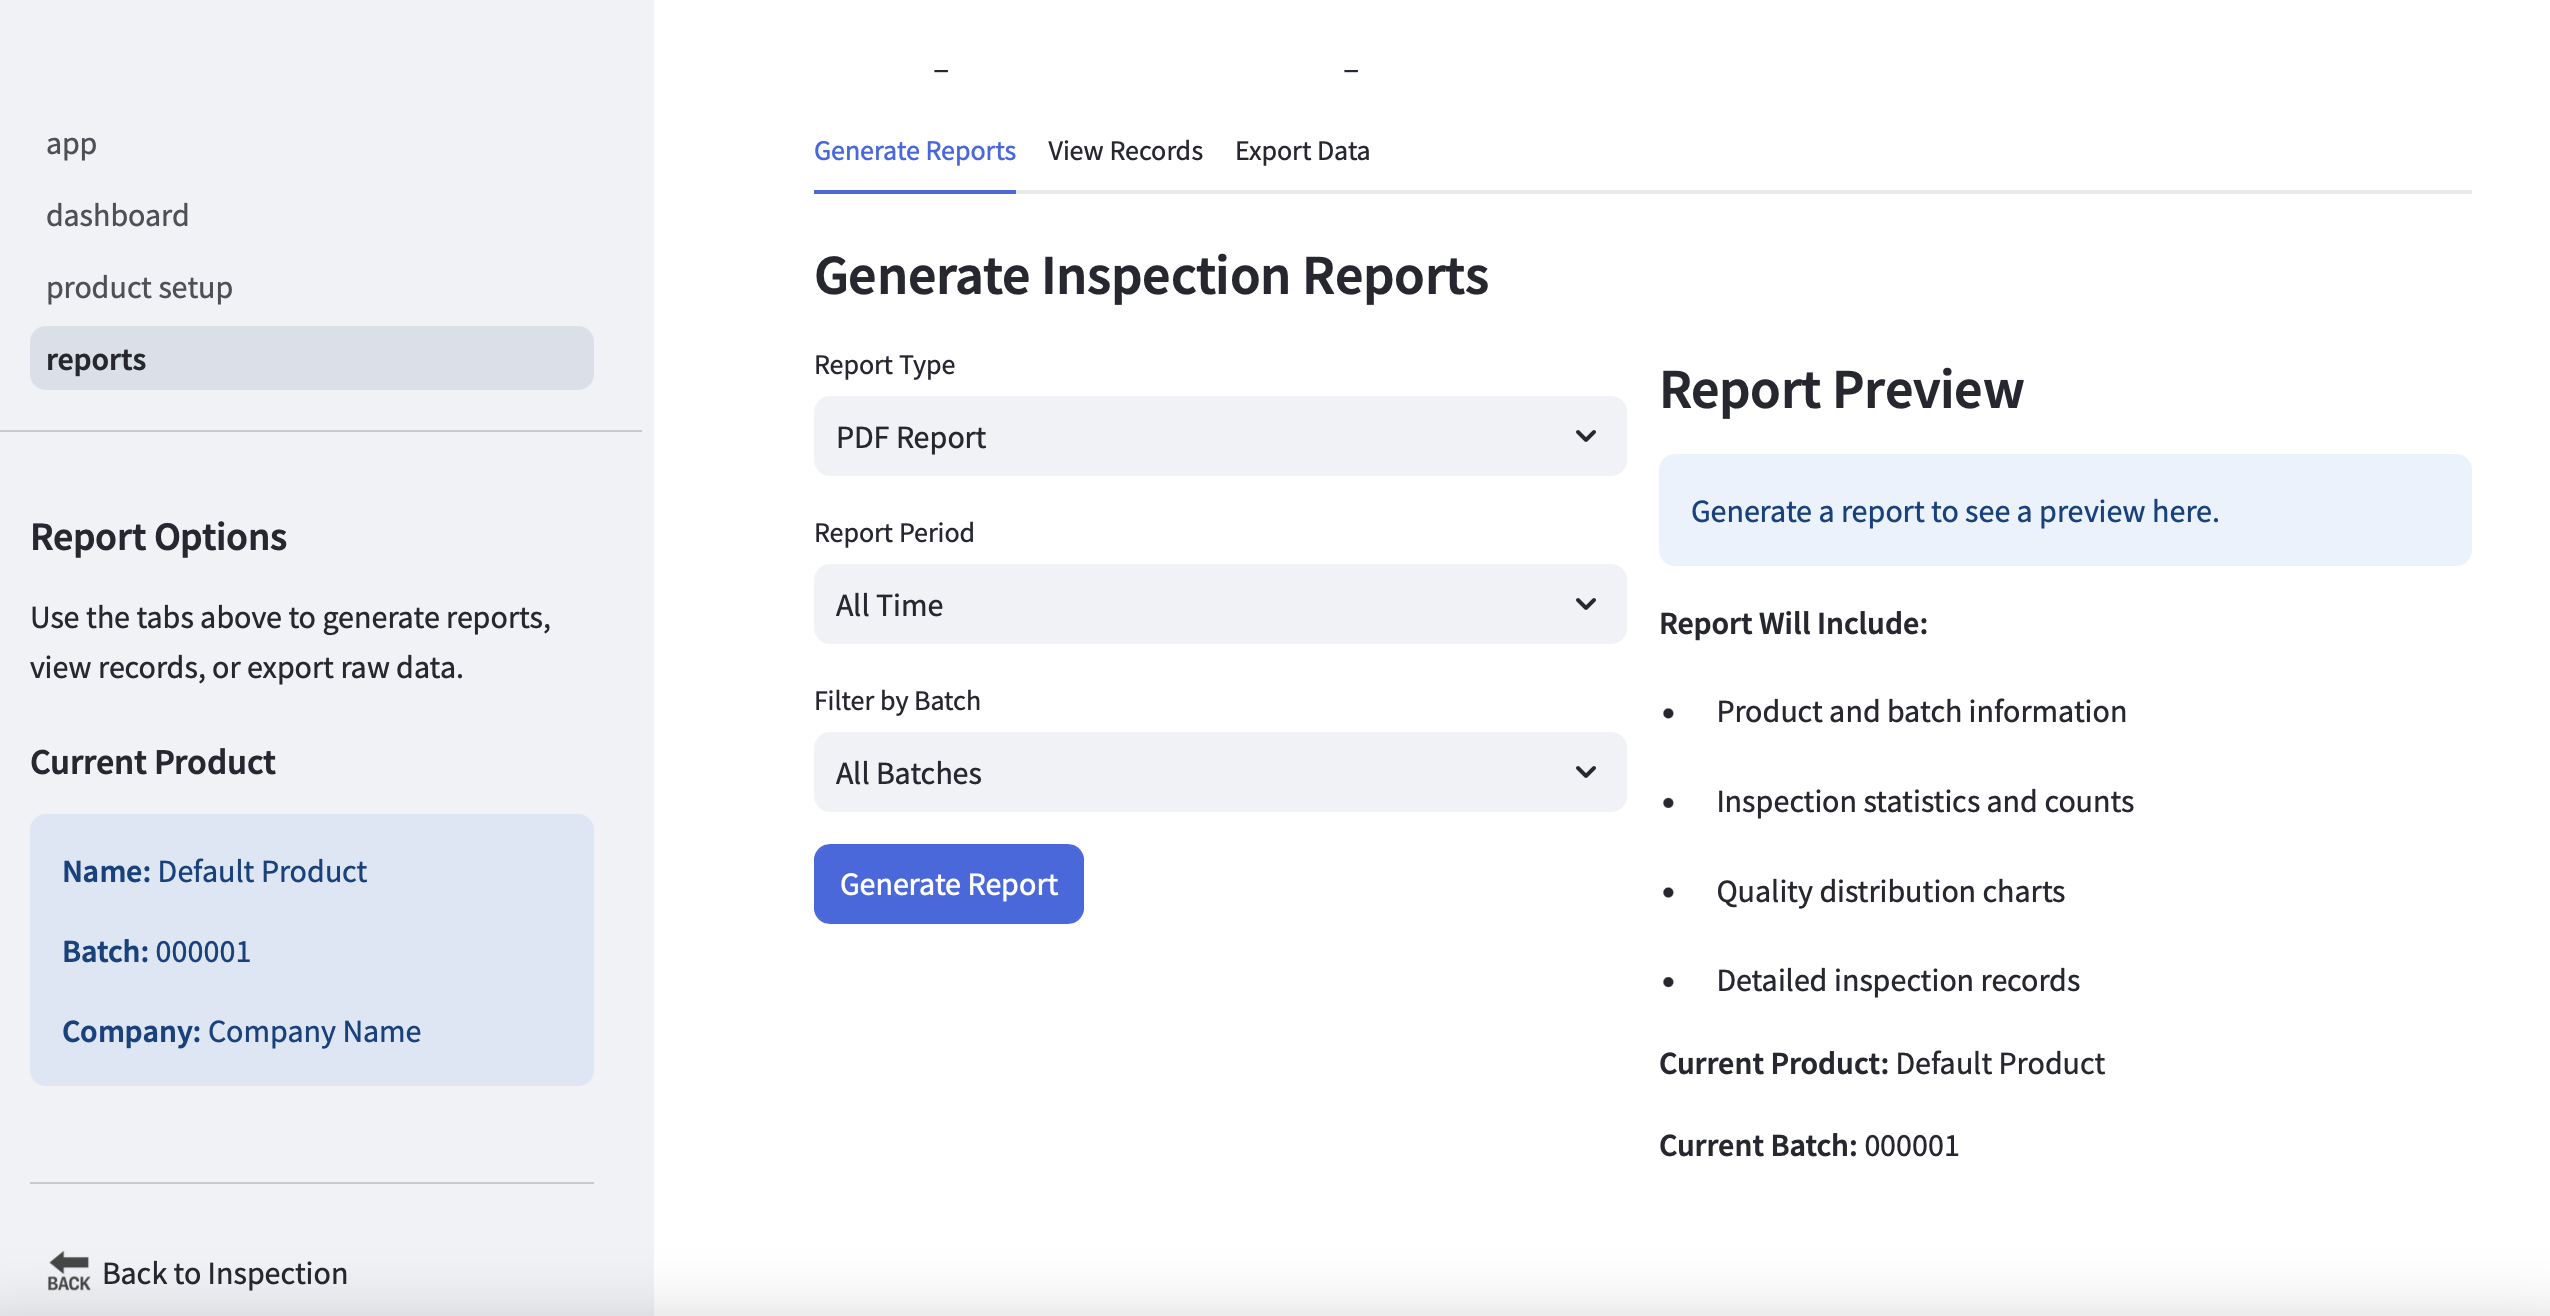 app
dashboard
product setup
reports
Report Options
Use the tabs above to generate reports,
view records, or export raw data.
Current Product
Name: Default Product
Batch: 000001
Company: Company Name
BACK Back to Inspection
Generate Reports View Records Export Data
Generate Inspection Reports
Report Type
PDF Report
Report Period
All Time
Filter by Batch
All Batches
Generate Report
Report Preview
Generate a report to see a preview here.
Report Will Include:
• Product and batch information
• Inspection statistics and counts
• Quality distribution charts
• Detailed inspection records
Current Product: Default Product
Current Batch: 000001